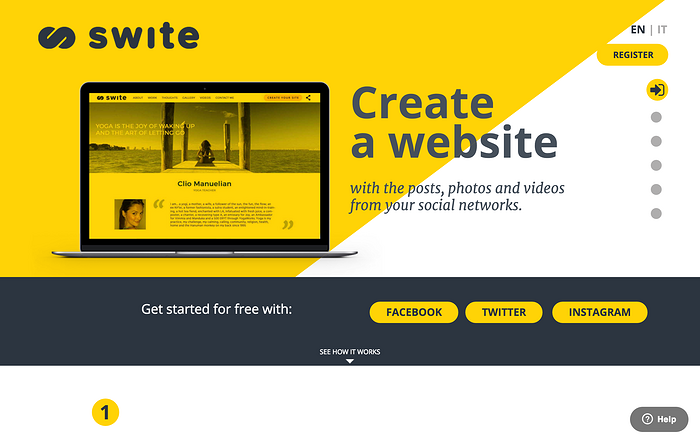 swite
EN | IT
REGISTER
swite ABOUT WORK THOUGHTS GALLERY VIDEOS CONTACT ME CREATE YOUR SITE
YOGA IS THE JOY OF WAKING UP
AND THE ART OF LETTING GO
Clio Manuelian
Create
a website
with the posts, photos and videos
from your social networks.
Get started for free with:
FACEBOOK TWITTER INSTAGRAM
SEE HOW IT WORKS
1
Help